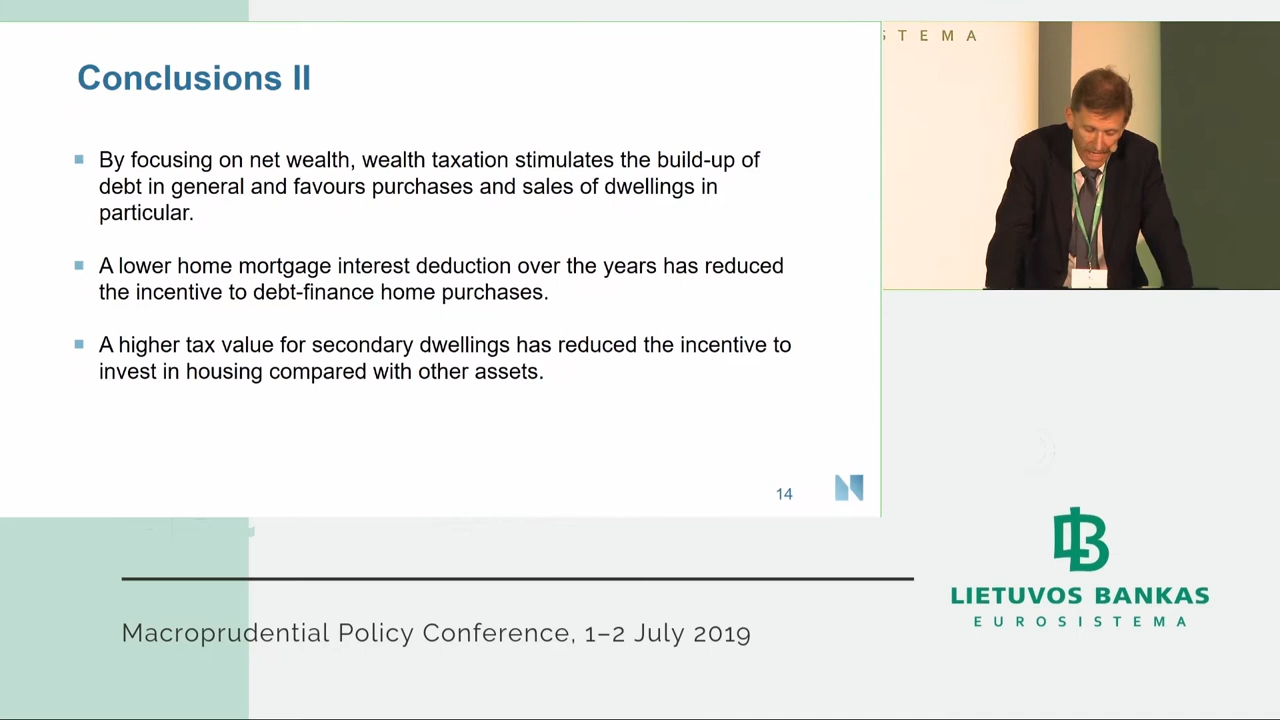 Conclusions II
By focusing on net wealth, wealth taxation stimulates the build-up of
debt in general and favours purchases and sales of dwellings in
particular.
A lower home mortgage interest deduction over the years has reduced
the incentive to debt-finance home purchases.
A higher tax value for secondary dwellings has reduced the incentive to
invest in housing compared with other assets.
14
STEMA
LIETUVOS BANKAS
EUROSISTEMA
Macroprudential Policy Conference, 1–2 July 2019